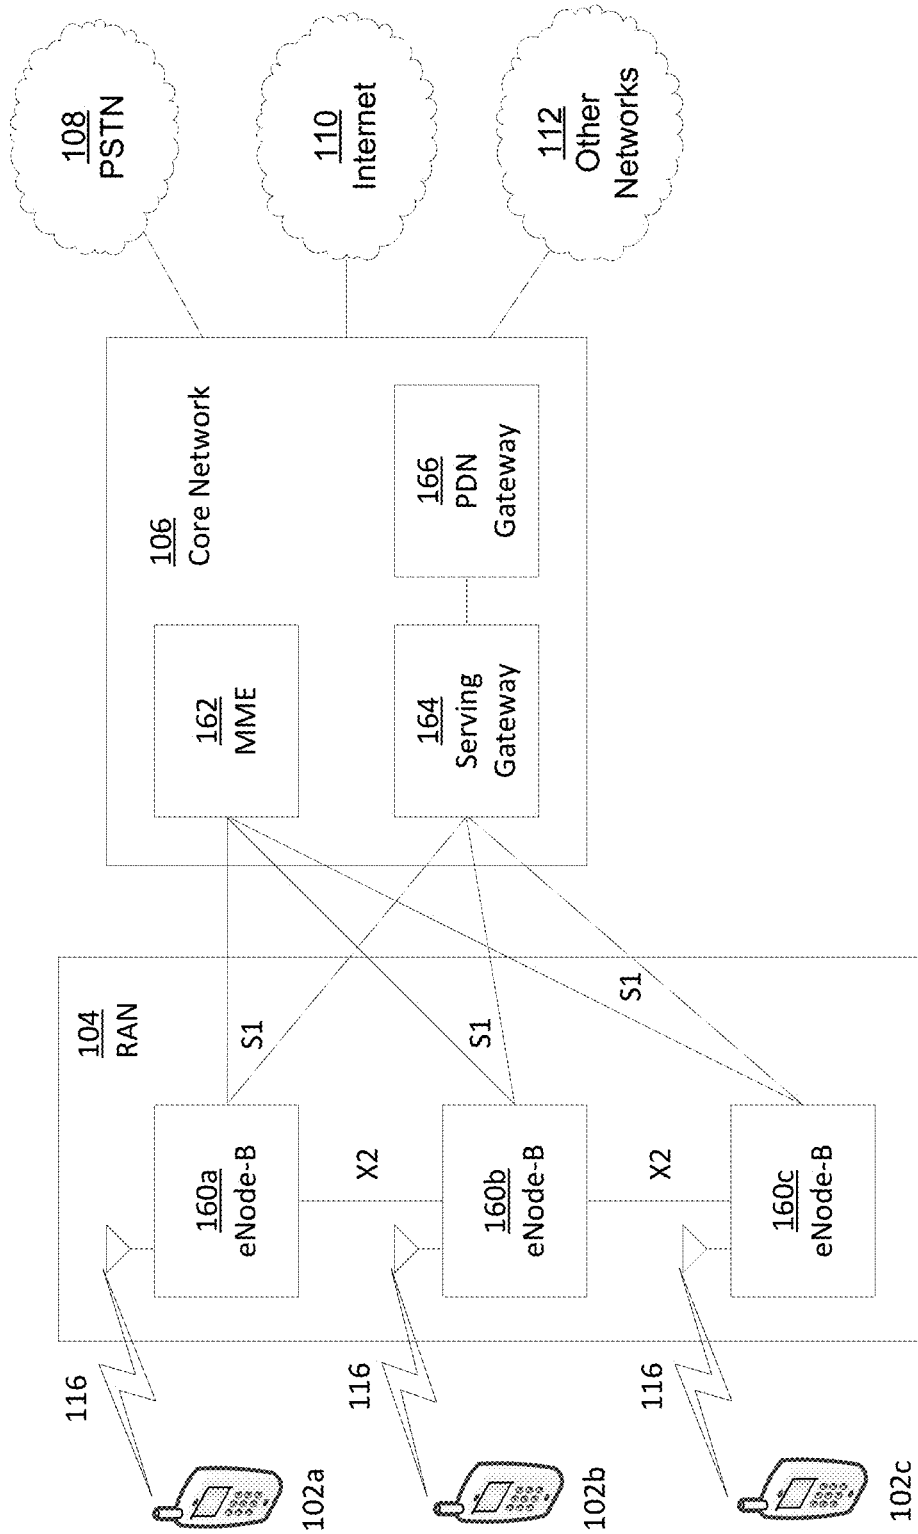 116
102a
116
102b
116
102c
104
RAN
160a
eNode-B
X2
160b
eNode-B
X2
160c
eNode-B
S1
S1
S1
106
Core Network
162
MME
164
Serving
Gateway
166
PDN
Gateway
108
PSTN
110
Internet
112
Other
Networks